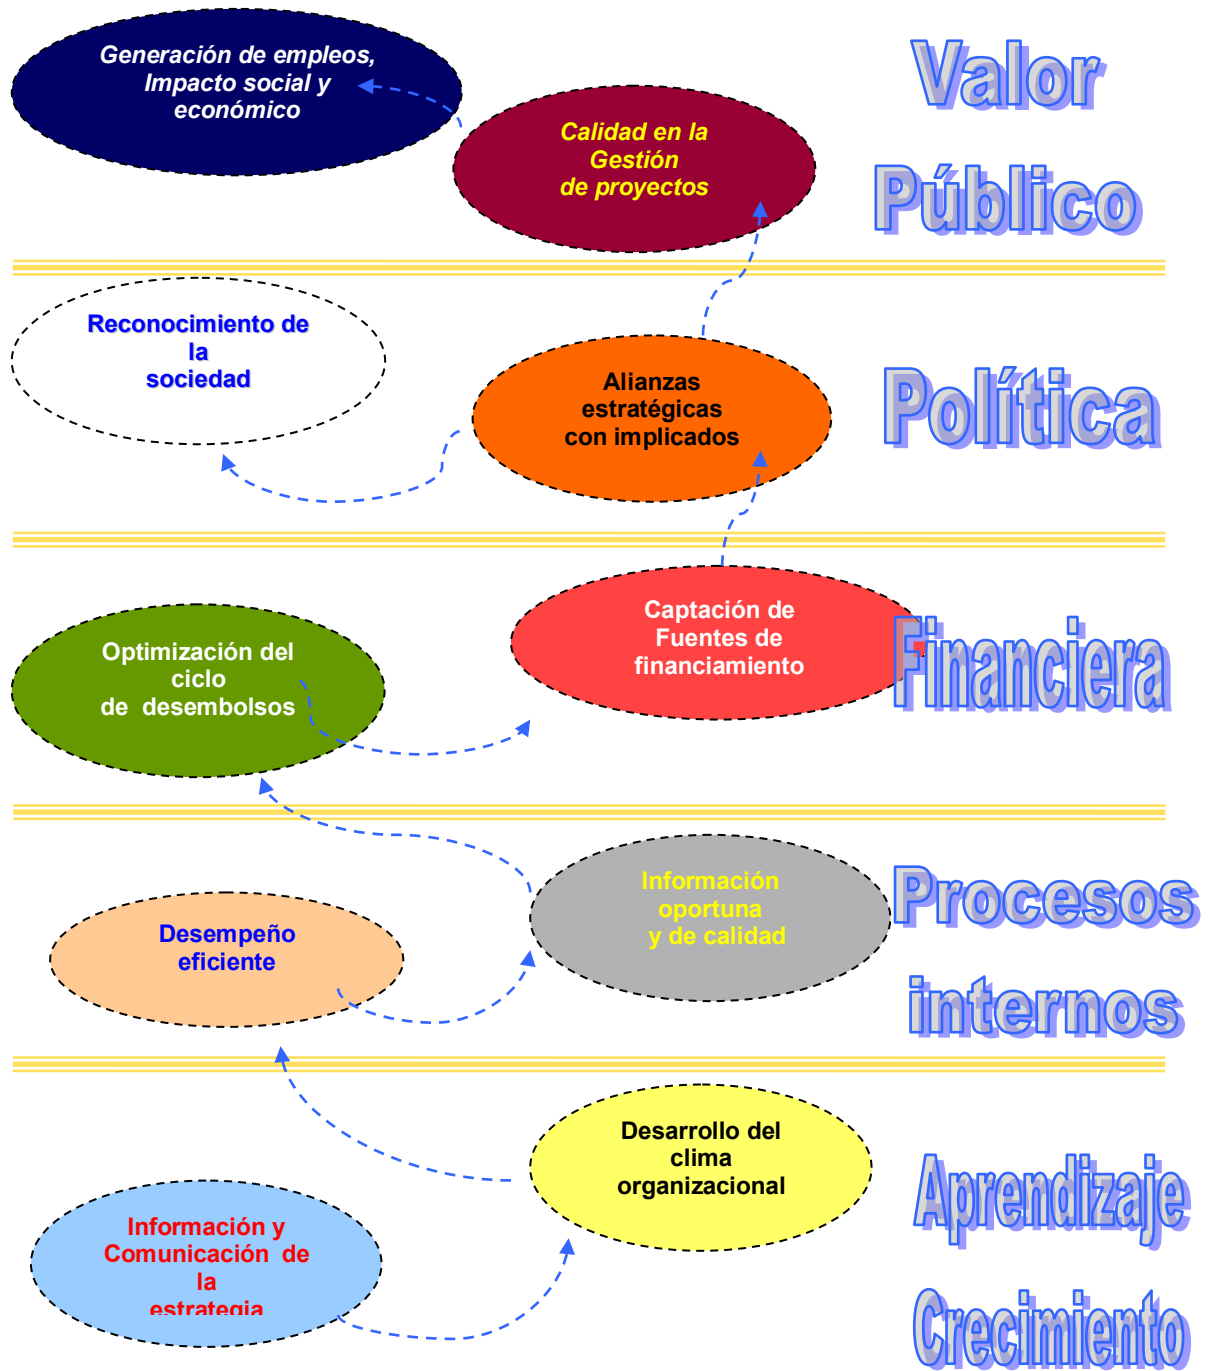 Generación de empleos,
Impacto social y
económico
Calidad en la
Gestión
de proyectos
Valor
Público
Reconocimiento de
la
sociedad
Alianzas
estratégicas
con implicados
Política
Optimización del
ciclo
de desembolsos
Captación de
Fuentes de
financiamiento
Financiera
Desempeño
eficiente
Información
oportuna
y de calidad
Procesos
internos
Información y
Comunicación de
la
estrategia
Desarrollo del
clima
organizacional
Aprendizaje
Crecimiento